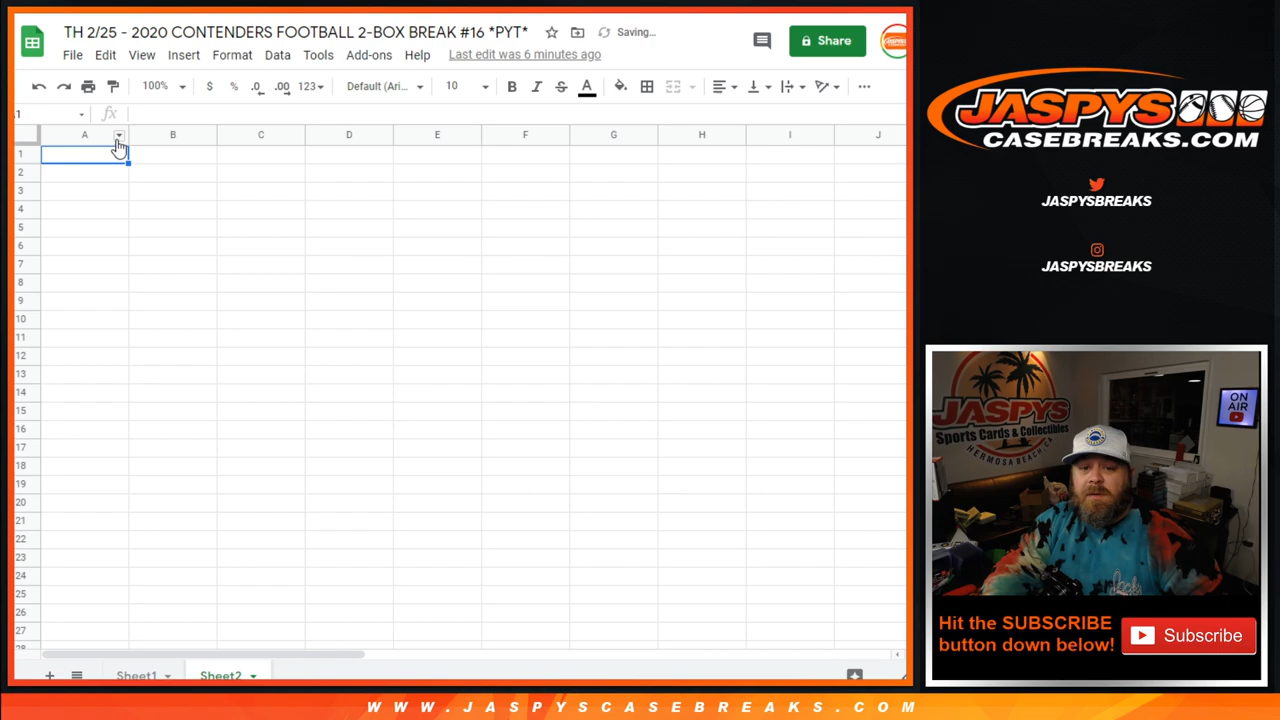 TH 2/25 - 2020 CONTENDERS FOOTBALL 2-BOX BREAK #16 *PYT*
Saving...
Share
File Edit View Insert Format Data Tools Add-ons Help Last edit was 6 minutes ago
100% $ % .0 .00 123 Default (Ari... 10 B I S A
fx
A B C D E F G H I J
1
2
3
4
5
6
7
8
9
10
11
12
13
14
15
16
17
18
19
20
21
22
23
24
25
26
27
28
Sheet1 Sheet2
JASPYS
CASEBREAKS.COM
JASPYSBREAKS
JASPYSBREAKS
JASPYS
Sports Cards & Collectibles
HERMOSA BEACH, CA
ON
AIR
Hit the SUBSCRIBE
button down below!
Subscribe
WWW.JASPYSCASEBREAKS.COM